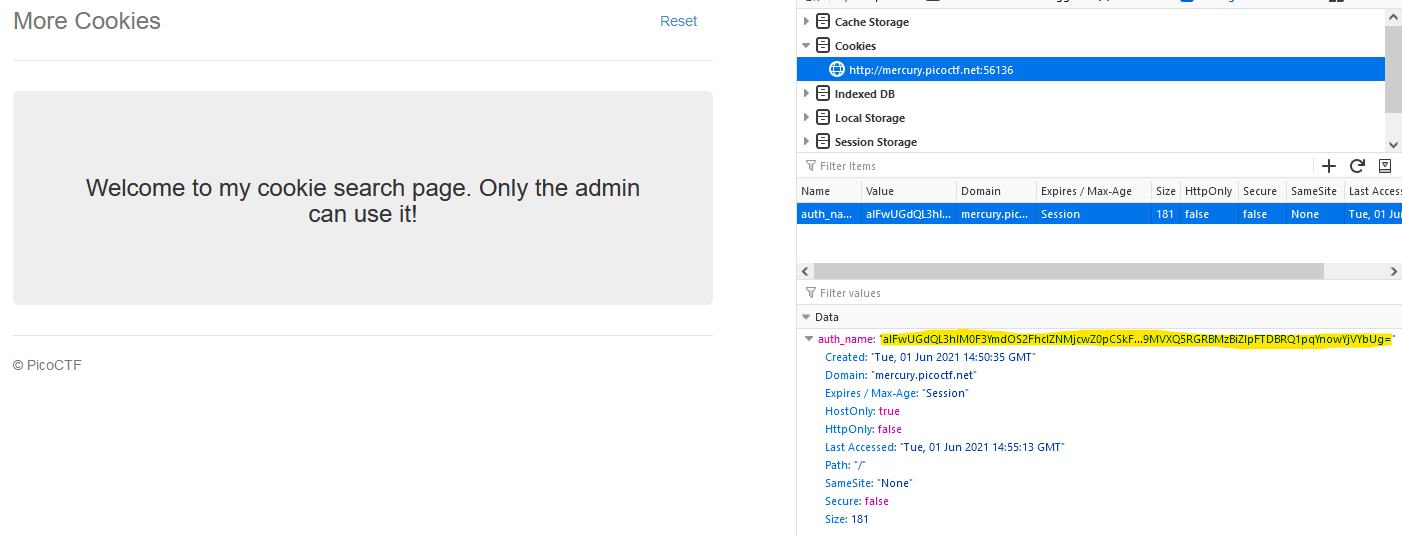 More Cookies
Reset
Welcome to my cookie search page. Only the admin
can use it!
© PicoCTF
Cache Storage
Cookies
http://mercury.picoctf.net:56136
Indexed DB
Local Storage
Session Storage
Filter Items
Name Value Domain Expires / Max-Age Size HttpOnly Secure SameSite Last Access
auth_na... mercury.pic... Session 181 false false None Tue, 01 Jun
Filter values
Data
auth_name:
Created: "Tue, 01 Jun 2021 14:50:35 GMT"
Domain: "mercury.picoctf.net"
Expires / Max-Age: "Session"
HostOnly: true
HttpOnly: false
Last Accessed: "Tue, 01 Jun 2021 14:55:13 GMT"
Path: "/"
SameSite: "None"
Secure: false
Size: 181